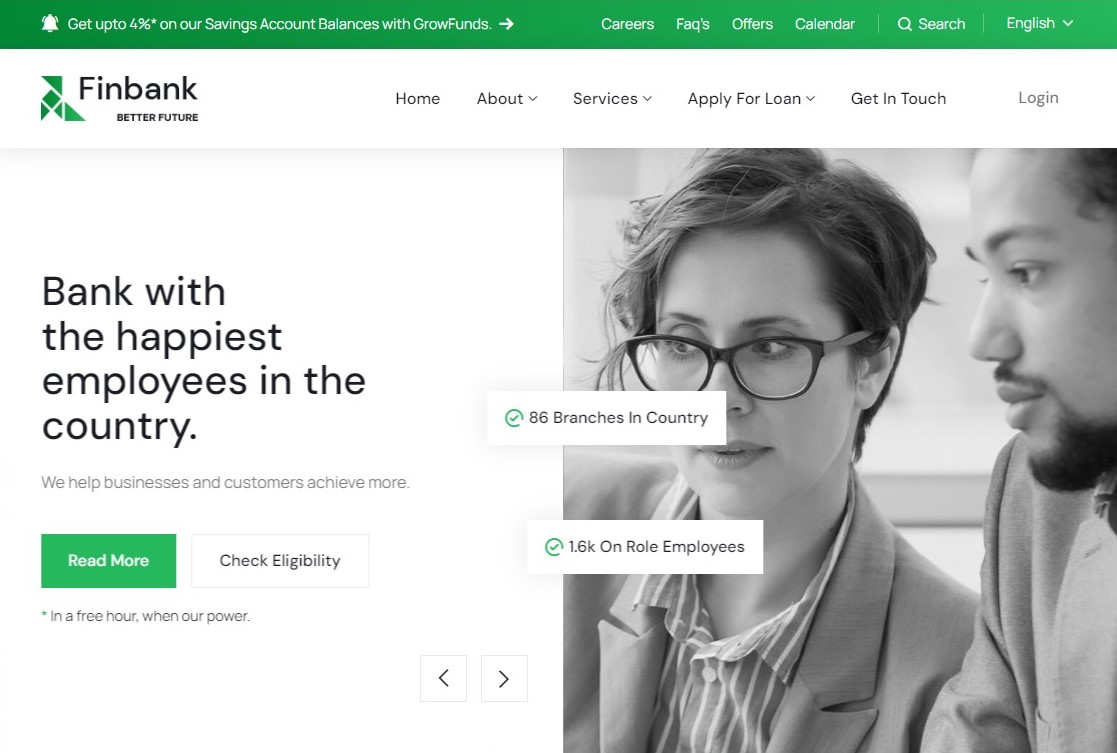 Get upto 4%* on our Savings Account Balances with GrowFunds.
Careers Faq's Offers Calendar Search English
Finbank
BETTER FUTURE
Home About Services Apply For Loan Get In Touch Login
Bank with
the happiest
employees in the
country.
We help businesses and customers achieve more.
Read More Check Eligibility
* In a free hour, when our power.
86 Branches In Country
1.6k On Role Employees